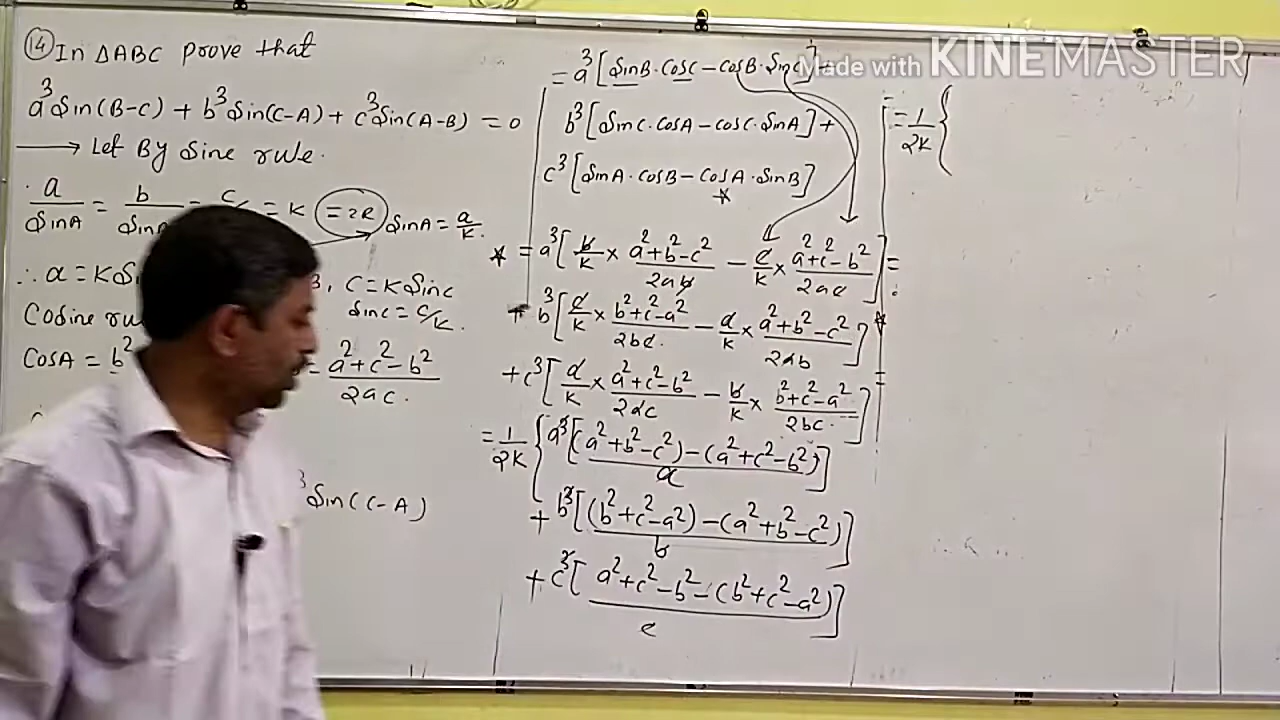 (14) In ΔABC prove that
a³Sin(B-C) + b³Sin(C-A) + c³Sin(A-B) = 0
→ Let By Sine rule.
a/SinA = b/Sin = K = 2R SinA = a/K.
∴ a = K , C = KSinC
SinC = C/K.
Cosine
CosA = b² = a²+c²-b²/2ac.
³Sin(C-A)
= a³[SinB·CosC - CosB·SinC] +
b³[SinC·CosA - CosC·SinA] +
c³[SinA·CosB - CosA·SinB]
* = a³[b/K × a²+b²-c²/2ab - c/K × a²+c²-b²/2ac] =
+ b³[c/K × b²+c²-a²/2bc. - a/K × a²+b²-c²/2ab]
+ c³[a/K × a²+c²-b²/2ac - b/K × b²+c²-a²/2bc.]
= 1/2K {a³[(a²+b²-c²)-(a²+c²-b²)]/a
+ b³[(b²+c²-a²)-(a²+b²-c²)]/b
+ c³[a²+c²-b²-(b²+c²-a²)]/c
= 1/2K {
Made with KINEMASTER